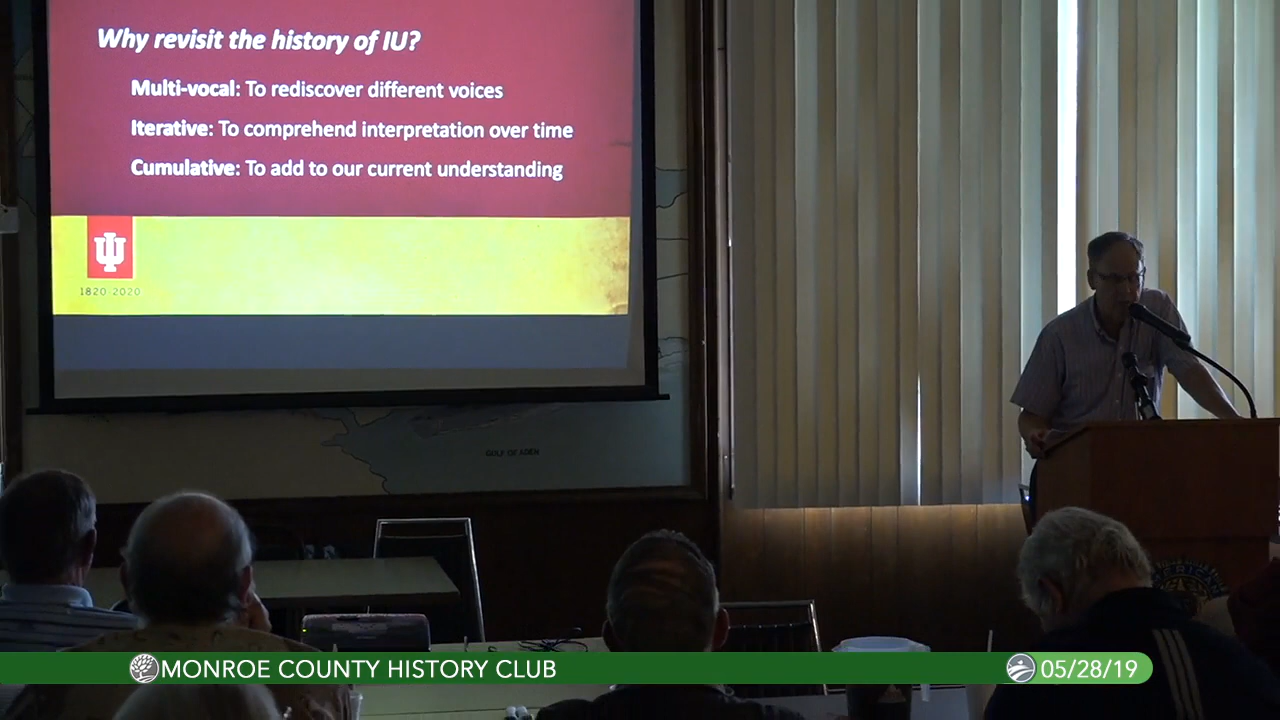 Why revisit the history of IU?
Multi-vocal: To rediscover different voices
Iterative: To comprehend interpretation over time
Cumulative: To add to our current understanding
1820 2020
GULF OF ADEN
MONROE COUNTY HISTORY CLUB
05/28/19